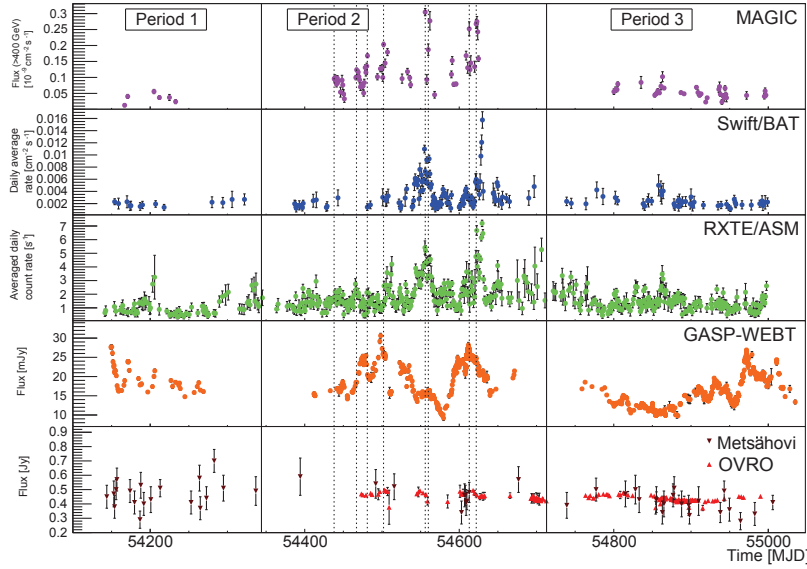 Period 1
Period 2
Period 3
MAGIC
Flux (>400 GeV)
[10⁻⁹ cm⁻² s⁻¹]
0.3
0.25
0.2
0.15
0.1
0.05
Swift/BAT
Daily average
rate [cm⁻² s⁻¹]
0.016
0.014
0.012
0.01
0.008
0.006
0.004
0.002
RXTE/ASM
Averaged daily
count rate [s⁻¹]
7
6
5
4
3
2
1
GASP-WEBT
Flux [mJy]
30
25
20
15
10
Metsähovi
OVRO
Flux [Jy]
0.9
0.8
0.7
0.6
0.5
0.4
0.3
0.2
54200
54400
54600
54800
55000
Time [MJD]